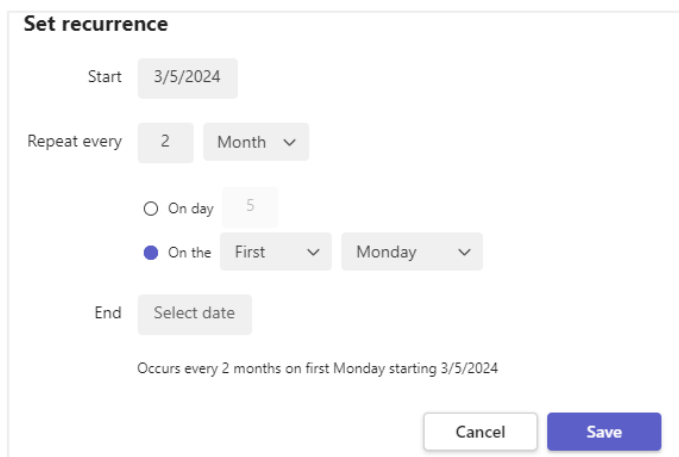 Set recurrence
Start 3/5/2024
Repeat every 2 Month
On day 5
On the First Monday
End Select date
Occurs every 2 months on first Monday starting 3/5/2024
Cancel Save